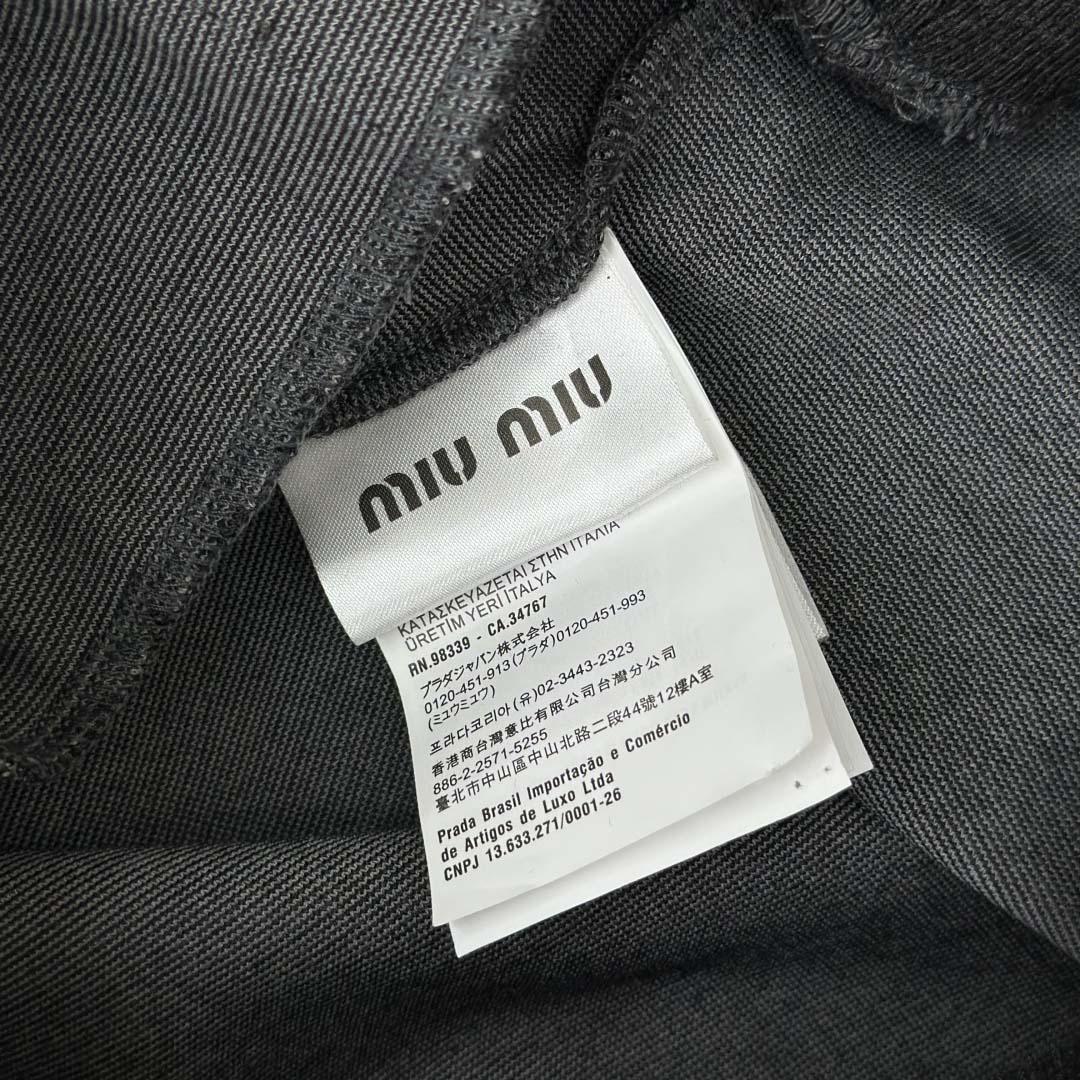 MIU MIU
ΚΑΤΑΣΚΕΥΑΖΕΤΑΙ ΣΤΗΝ ΙΤΑΛΙΑ
ÜRETİM YERİ İTALYA
RN.98339 - CA.34767
プラダジャパン株式会社
0120-451-913(プラダ)0120-451-993
(ミュウミュウ)
프라다코리아(유)02-3443-2323
香港商台灣意比有限公司台灣分公司
886-2-2571-5255
臺北市中山區中山北路二段44號12樓A室
Prada Brasil Importação e Comércio
de Artigos de Luxo Ltda
CNPJ 13.633.271/0001-26